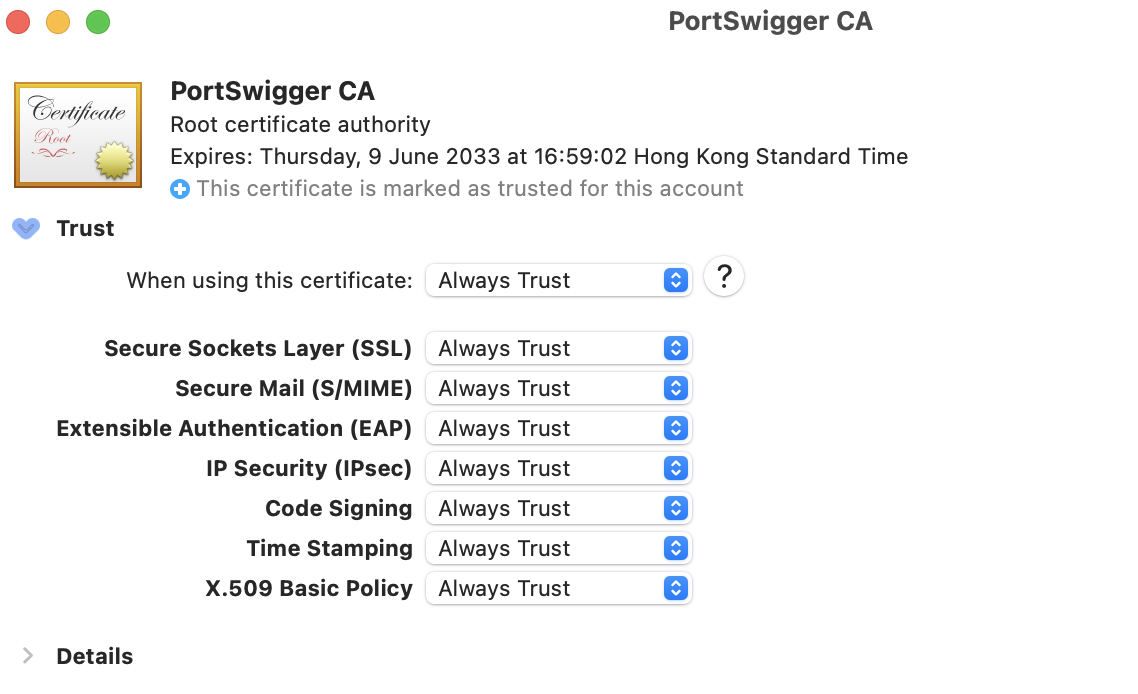 PortSwigger CA
Certificate
Root
PortSwigger CA
Root certificate authority
Expires: Thursday, 9 June 2033 at 16:59:02 Hong Kong Standard Time
This certificate is marked as trusted for this account
Trust
When using this certificate: Always Trust ?
Secure Sockets Layer (SSL) Always Trust
Secure Mail (S/MIME) Always Trust
Extensible Authentication (EAP) Always Trust
IP Security (IPsec) Always Trust
Code Signing Always Trust
Time Stamping Always Trust
X.509 Basic Policy Always Trust
Details